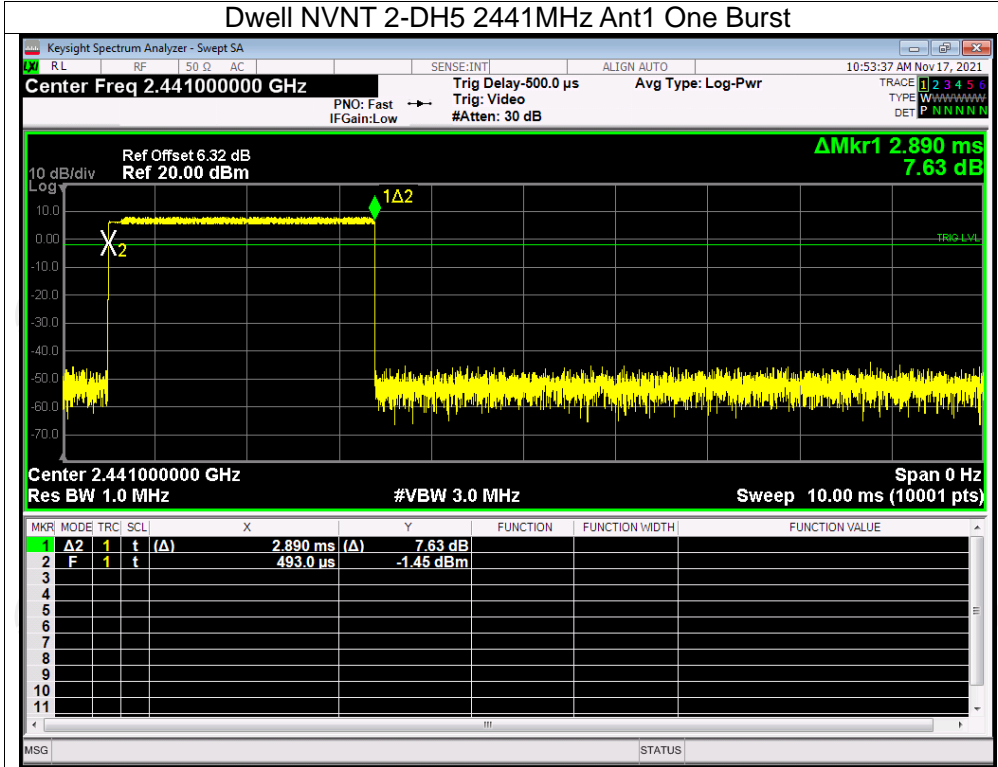 Dwell NVNT 2-DH5 2441MHz Ant1 One Burst
Keysight Spectrum Analyzer - Swept SA
LXI RL RF 50 Ω AC SENSE:INT ALIGN AUTO 10:53:37 AM Nov 17, 2021
Center Freq 2.441000000 GHz Trig Delay-500.0 µs Avg Type: Log-Pwr TRACE 1 2 3 4 5 6
PNO: Fast Trig: Video TYPE WWWWWW
IFGain:Low #Atten: 30 dB DET P N N N N N
ΔMkr1 2.890 ms
7.63 dB
Ref Offset 6.32 dB
10 dB/div Ref 20.00 dBm
Log
10.0
0.00
-10.0
-20.0
-30.0
-40.0
-50.0
-60.0
-70.0
1Δ2
2
TRIG LVL
Center 2.441000000 GHz Span 0 Hz
Res BW 1.0 MHz #VBW 3.0 MHz Sweep 10.00 ms (10001 pts)
MKR MODE TRC SCL X Y FUNCTION FUNCTION WIDTH FUNCTION VALUE
1 Δ2 1 t (Δ) 2.890 ms (Δ) 7.63 dB
2 F 1 t 493.0 µs -1.45 dBm
3
4
5
6
7
8
9
10
11
MSG STATUS